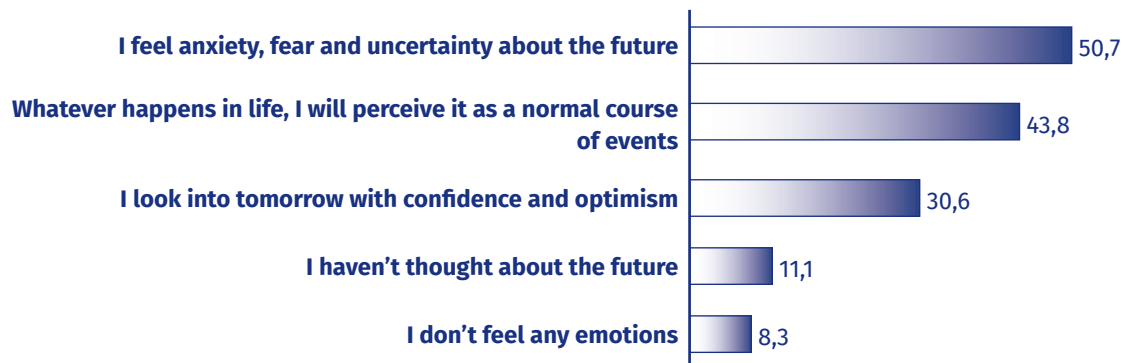 I feel anxiety, fear and uncertainty about the future
50,7
Whatever happens in life, I will perceive it as a normal course
of events
43,8
I look into tomorrow with confidence and optimism
30,6
I haven’t thought about the future
11,1
I don’t feel any emotions
8,3